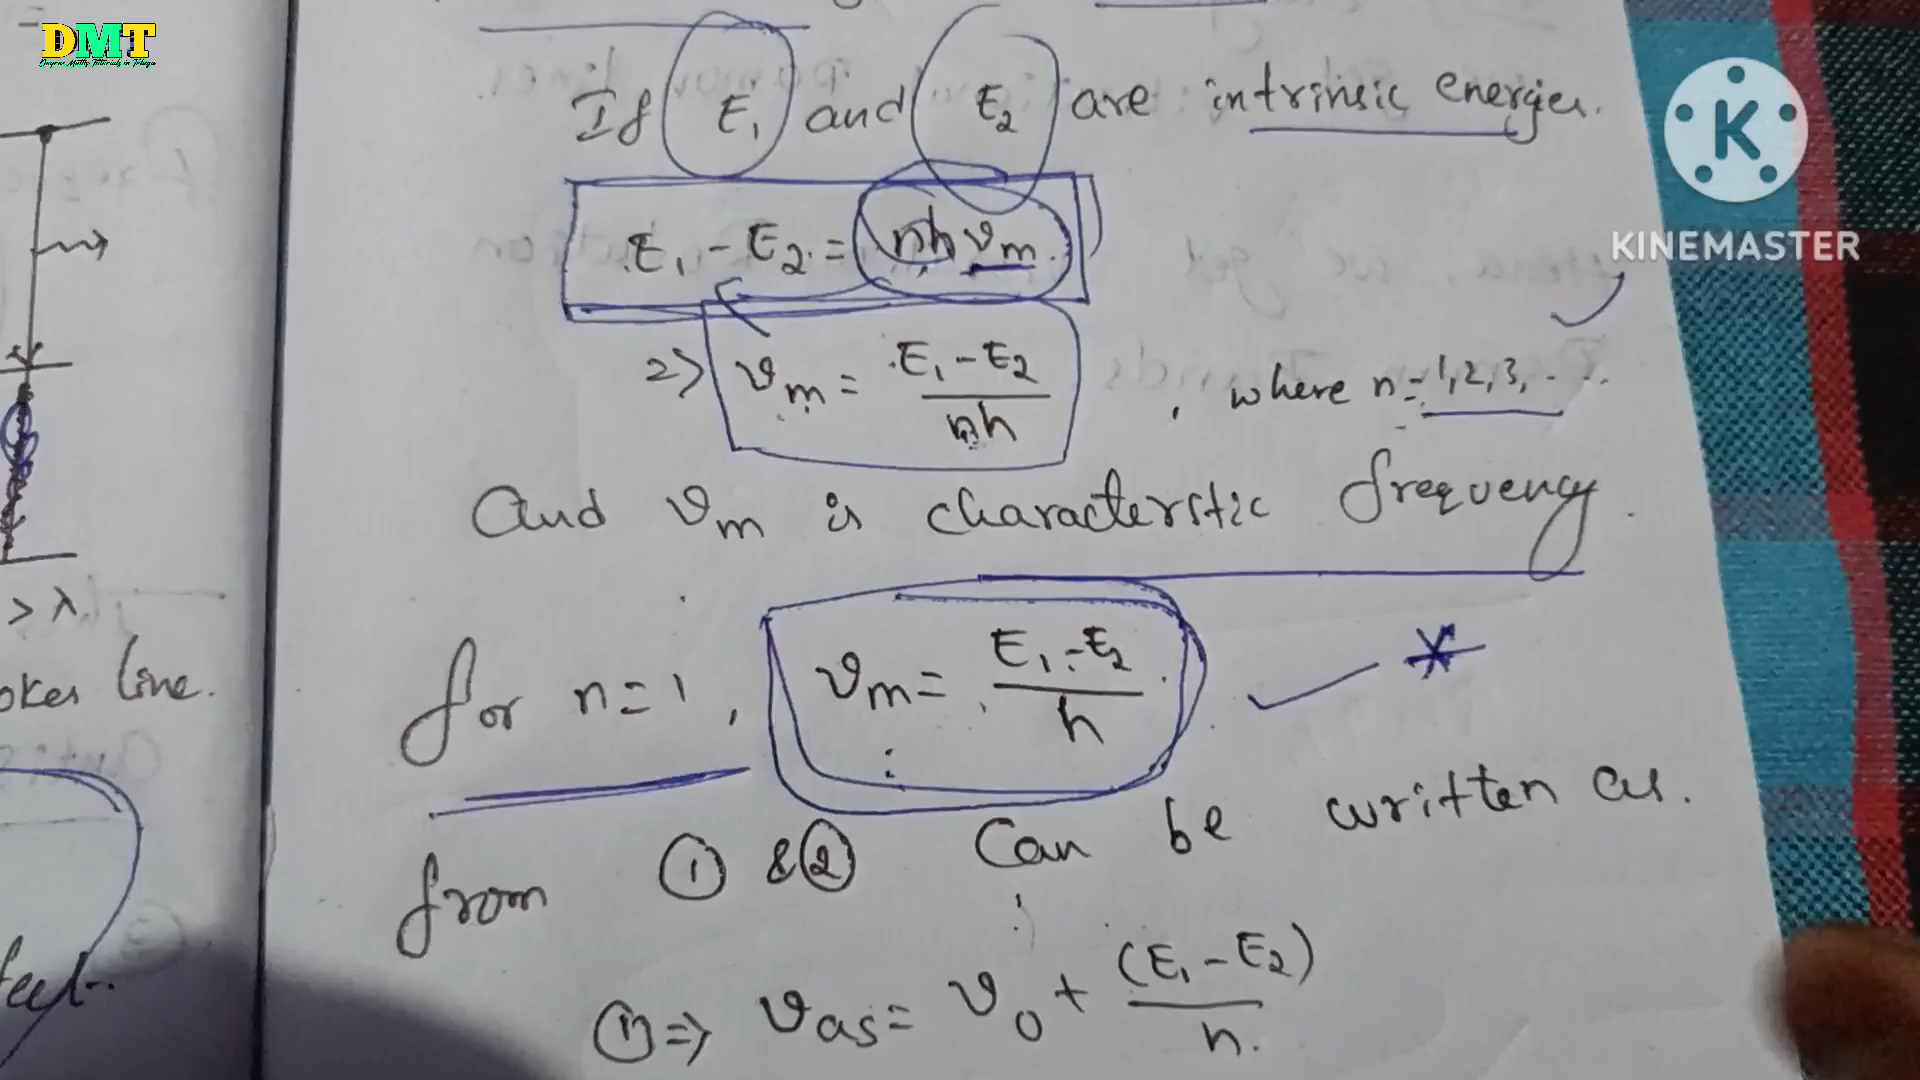 DMT
If E₁ and E₂ are intrinsic energies.
E₁ - E₂ = nhν_m.
KINEMASTER
=> ν_m = E₁ - E₂ / nh , where n = 1, 2, 3, ...
And ν_m is characterstic frequency.
for n = 1, ν_m = E₁ - E₂ / h
> λ
line.
from ① & ② Can be written as.
① => ν_as = ν₀ + (E₁ - E₂) / h.